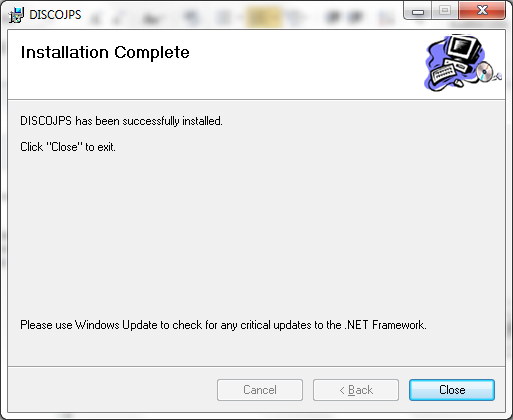 DISCOJPS
Installation Complete
DISCOJPS has been successfully installed.
Click "Close" to exit.
Please use Windows Update to check for any critical updates to the .NET Framework.
Cancel
< Back
Close